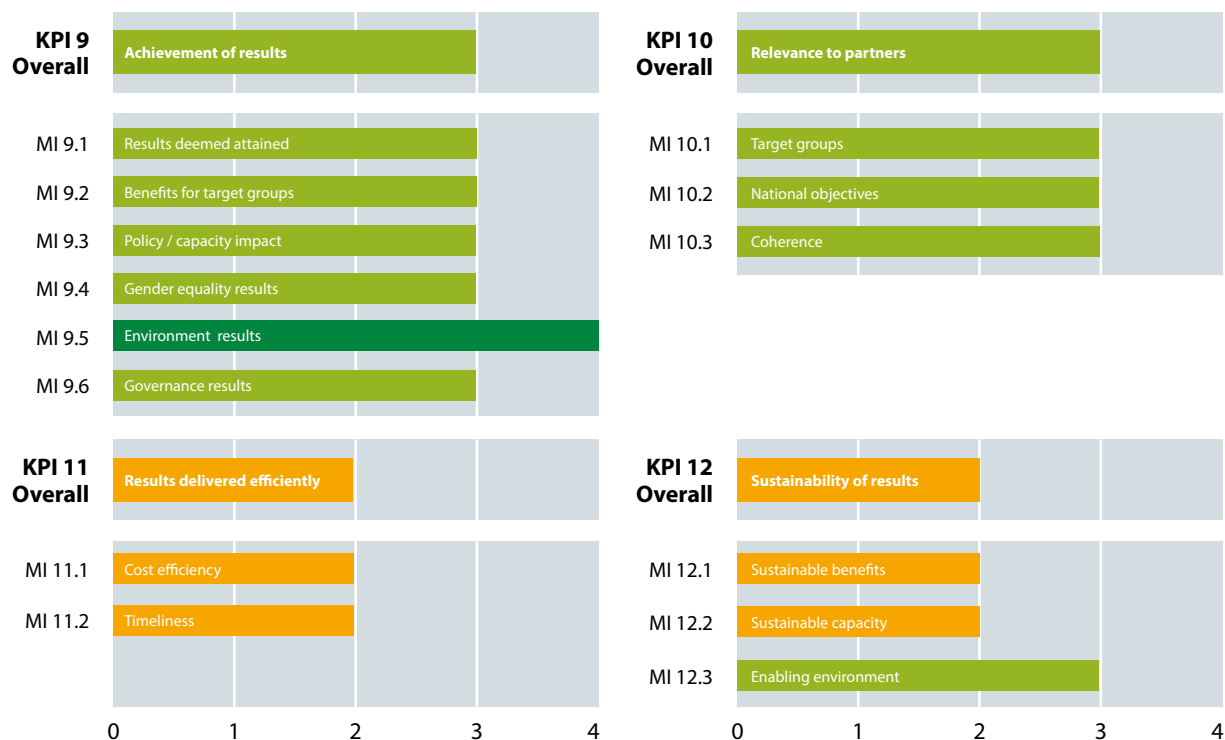 KPI 9
Overall
Achievement of results
MI 9.1
Results deemed attained
MI 9.2
Benefits for target groups
MI 9.3
Policy / capacity impact
MI 9.4
Gender equality results
MI 9.5
Environment results
MI 9.6
Governance results
KPI 10
Overall
Relevance to partners
MI 10.1
Target groups
MI 10.2
National objectives
MI 10.3
Coherence
KPI 11
Overall
Results delivered efficiently
MI 11.1
Cost efficiency
MI 11.2
Timeliness
0 1 2 3 4
KPI 12
Overall
Sustainability of results
MI 12.1
Sustainable benefits
MI 12.2
Sustainable capacity
MI 12.3
Enabling environment
0 1 2 3 4